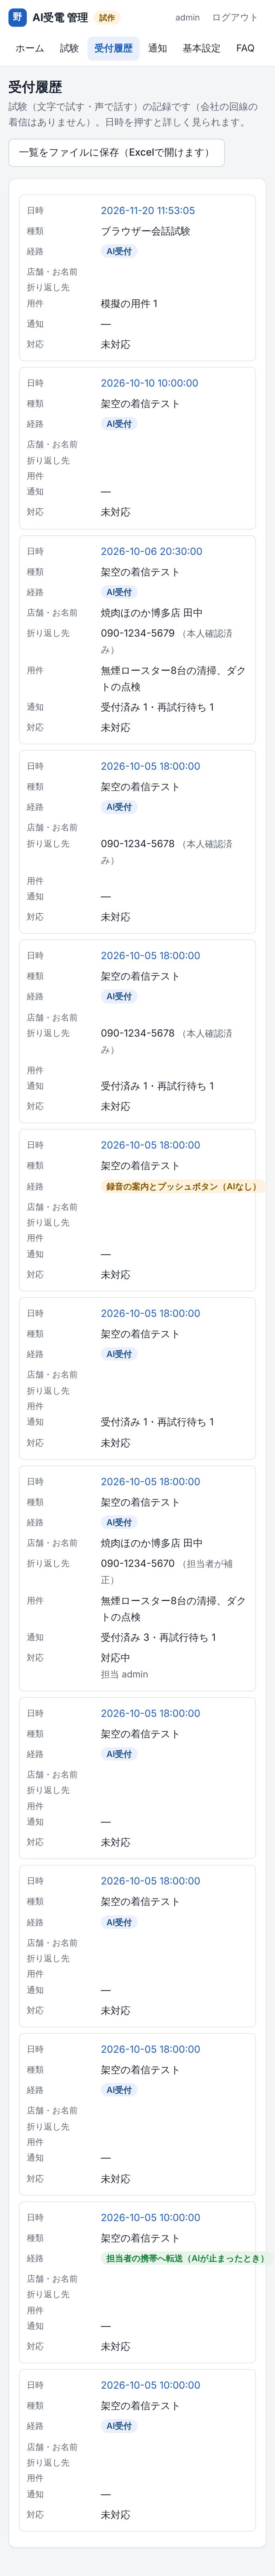 野 AI受電 管理 試作 admin ログアウト
ホーム 試験 受付履歴 通知 基本設定 FAQ
受付履歴
試験（文字で試す・声で話す）の記録です（会社の回線の
着信はありません）。日時を押すと詳しく見られます。
一覧をファイルに保存（Excelで開けます）
日時 2026-11-20 11:53:05
種類 ブラウザー会話試験
経路 AI受付
店舗・お名前
折り返し先
用件 模擬の用件 1
通知 —
対応 未対応
日時 2026-10-10 10:00:00
種類 架空の着信テスト
経路 AI受付
店舗・お名前
折り返し先
用件
通知 —
対応 未対応
日時 2026-10-06 20:30:00
種類 架空の着信テスト
経路 AI受付
店舗・お名前 焼肉ほのか博多店 田中
折り返し先 090-1234-5679 （本人確認済
み）
用件 無煙ロースター8台の清掃、ダク
トの点検
通知 受付済み 1・再試行待ち 1
対応 未対応
日時 2026-10-05 18:00:00
種類 架空の着信テスト
経路 AI受付
店舗・お名前
折り返し先 090-1234-5678 （本人確認済
み）
用件
通知 —
対応 未対応
日時 2026-10-05 18:00:00
種類 架空の着信テスト
経路 AI受付
店舗・お名前
折り返し先 090-1234-5678 （本人確認済
み）
用件
通知 受付済み 1・再試行待ち 1
対応 未対応
日時 2026-10-05 18:00:00
種類 架空の着信テスト
経路 録音の案内とプッシュボタン（AIなし）
店舗・お名前
折り返し先
用件
通知 —
対応 未対応
日時 2026-10-05 18:00:00
種類 架空の着信テスト
経路 AI受付
店舗・お名前
折り返し先
用件
通知 受付済み 1・再試行待ち 1
対応 未対応
日時 2026-10-05 18:00:00
種類 架空の着信テスト
経路 AI受付
店舗・お名前 焼肉ほのか博多店 田中
折り返し先 090-1234-5670 （担当者が補
正）
用件 無煙ロースター8台の清掃、ダク
トの点検
通知 受付済み 3・再試行待ち 1
対応 対応中
担当 admin
日時 2026-10-05 18:00:00
種類 架空の着信テスト
経路 AI受付
店舗・お名前
折り返し先
用件
通知 —
対応 未対応
日時 2026-10-05 18:00:00
種類 架空の着信テスト
経路 AI受付
店舗・お名前
折り返し先
用件
通知 —
対応 未対応
日時 2026-10-05 18:00:00
種類 架空の着信テスト
経路 AI受付
店舗・お名前
折り返し先
用件
通知 —
対応 未対応
日時 2026-10-05 10:00:00
種類 架空の着信テスト
経路 担当者の携帯へ転送（AIが止まったとき）
店舗・お名前
折り返し先
用件
通知 —
対応 未対応
日時 2026-10-05 10:00:00
種類 架空の着信テスト
経路 AI受付
店舗・お名前
折り返し先
用件
通知 —
対応 未対応